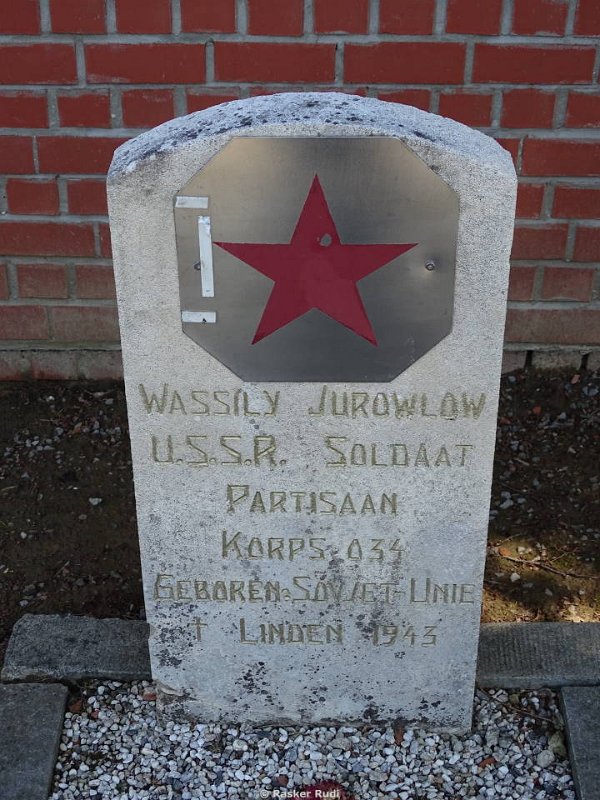 WASSILY JUROWLOW
U.S.S.R. SOLDAAT
PARTISAAN
KORPS 034
GEBOREN: SOVJET-UNIE
† LINDEN 1943
© Rasker Rudi